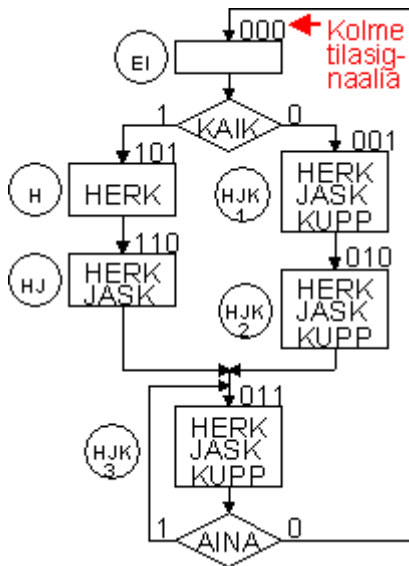 000
Kolme
tilasig-
naalia
EI
1
KAIK
0
101
001
H
HERK
HJK
1
HERK
JASK
KUPP
110
010
HJ
HERK
JASK
HJK
2
HERK
JASK
KUPP
011
HJK
3
HERK
JASK
KUPP
1
AINA
0